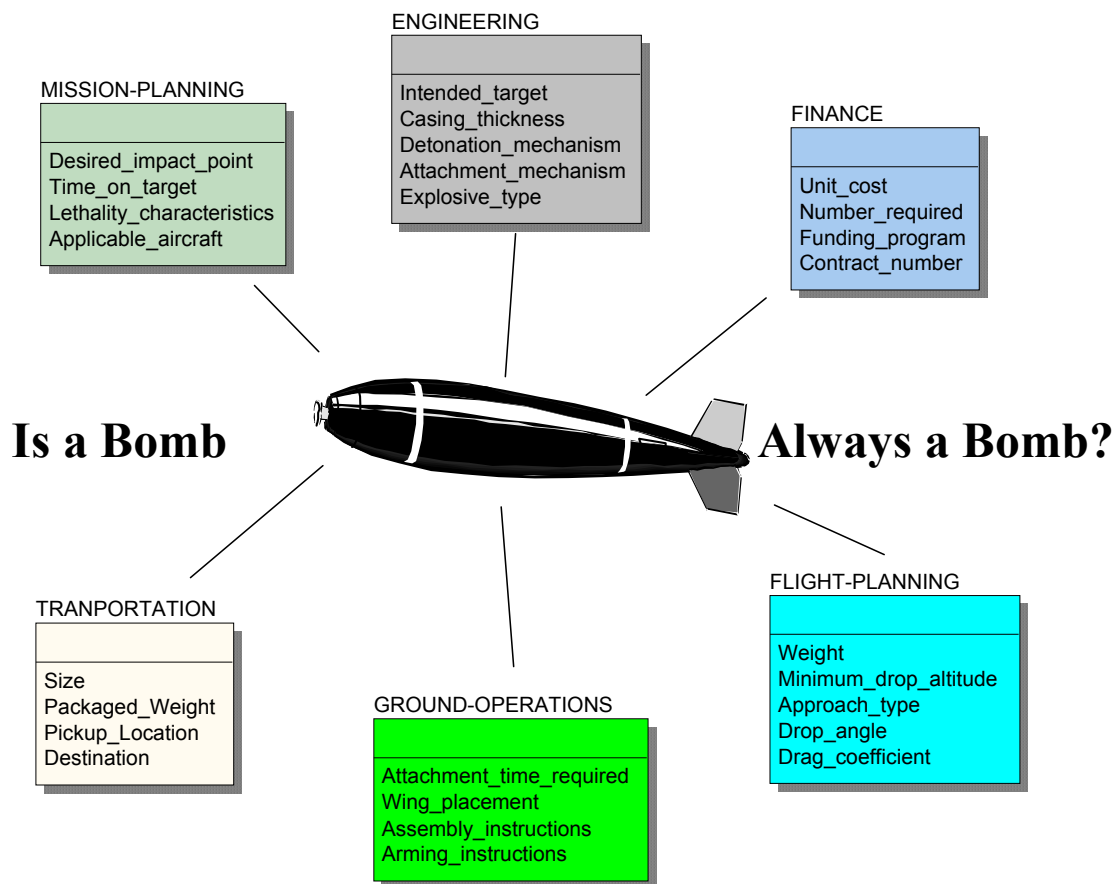 ENGINEERING
Intended_target
Casing_thickness
Detonation_mechanism
Attachment_mechanism
Explosive_type
MISSION-PLANNING
Desired_impact_point
Time_on_target
Lethality_characteristics
Applicable_aircraft
FINANCE
Unit_cost
Number_required
Funding_program
Contract_number
Is a Bomb
Always a Bomb?
TRANPORTATION
Size
Packaged_Weight
Pickup_Location
Destination
GROUND-OPERATIONS
Attachment_time_required
Wing_placement
Assembly_instructions
Arming_instructions
FLIGHT-PLANNING
Weight
Minimum_drop_altitude
Approach_type
Drop_angle
Drag_coefficient